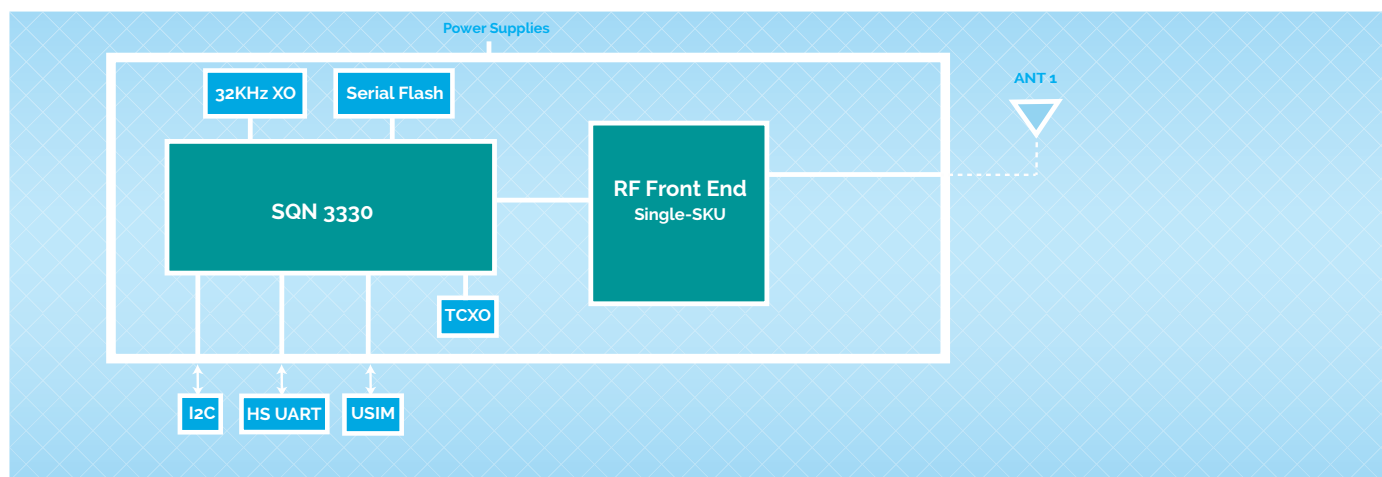 Power Supplies
32KHz XO
Serial Flash
ANT 1
SQN 3330
RF Front End
Single-SKU
TCXO
I2C
HS UART
USIM